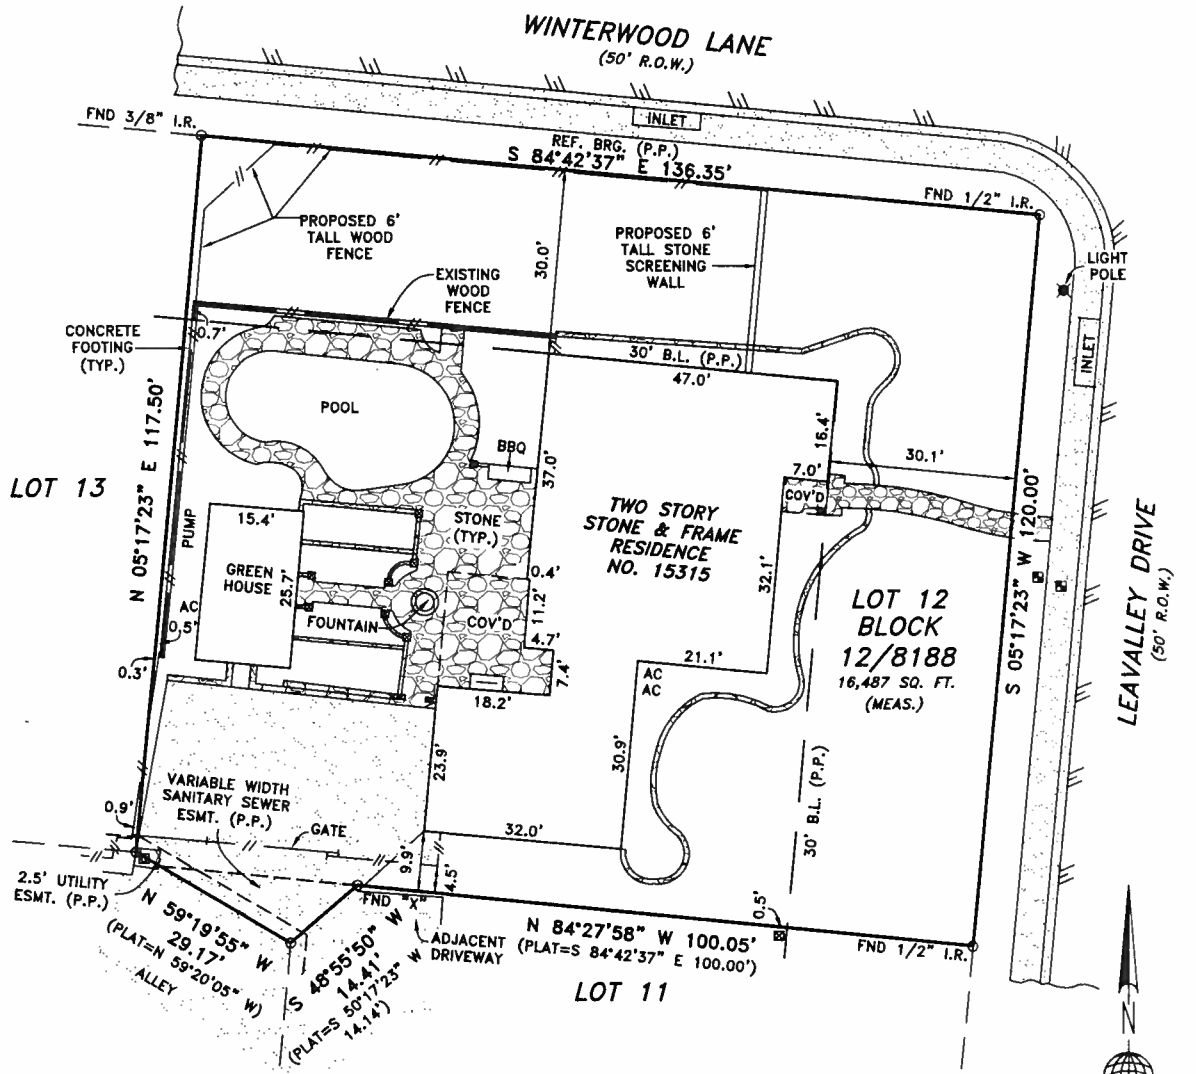 WINTERWOOD LANE
(50' R.O.W.)
FND 3/8" I.R.
INLET
REF. BRG. (P.P.)
S 84°42'37" E 136.35'
FND 1/2" I.R.
PROPOSED 6'
TALL WOOD
FENCE
30.0'
PROPOSED 6'
TALL STONE
SCREENING
WALL
LIGHT
POLE
EXISTING
WOOD
FENCE
CONCRETE
FOOTING
(TYP.)
0.7'
30' B.L. (P.P.)
47.0'
INLET
POOL
N 05°17'23" E 117.50'
BBQ
16.4'
30.1'
LOT 13
37.0'
7.0'
COV'D
PUMP
15.4'
STONE
(TYP.)
TWO STORY
STONE & FRAME
RESIDENCE
NO. 15315
S 05°17'23" W 120.00'
LEAVALLEY DRIVE
(50' R.O.W.)
GREEN
HOUSE
25.7'
0.4'
32.1'
AC
0.5'
FOUNTAIN
COV'D
11.2'
4.7'
LOT 12
BLOCK
12/8188
16,487 SQ. FT.
(MEAS.)
0.3'
7.4'
21.1'
AC
AC
18.2'
23.9'
30.9'
30' B.L. (P.P.)
VARIABLE WIDTH
SANITARY SEWER
ESMT. (P.P.)
0.9'
GATE
32.0'
9.9'
4.5'
2.5' UTILITY
ESMT. (P.P.)
FND "X"
0.5'
N 59°19'55" W
29.17'
(PLAT=N 59°20'05" W)
ALLEY
S 48°55'50" W
14.41'
(PLAT=S 50°17'23" W
14.14')
ADJACENT
DRIVEWAY
N 84°27'58" W 100.05'
(PLAT=S 84°42'37" E 100.00')
FND 1/2" I.R.
LOT 11
N